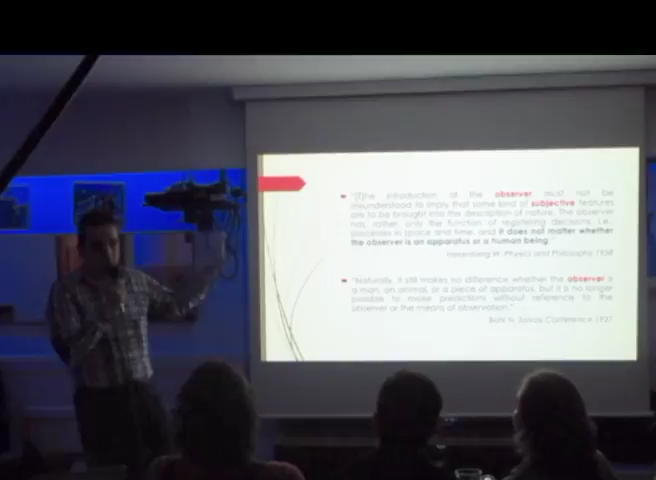 "[T]he introduction of the observer must not be
misunderstood to imply that some kind of subjective features
are to be brought into the description of nature. The observer
has, rather, only the function of registering decisions, i.e.,
processes in space and time, and it does not matter whether
the observer is an apparatus or a human being."
Heisenberg W. Physics and Philosophy 1958
"Naturally, it still makes no difference whether the observer is
a man, an animal, or a piece of apparatus, but it is no longer
possible to make predictions without reference to the
observer or the means of observation."
Bohr N. Conference 1927